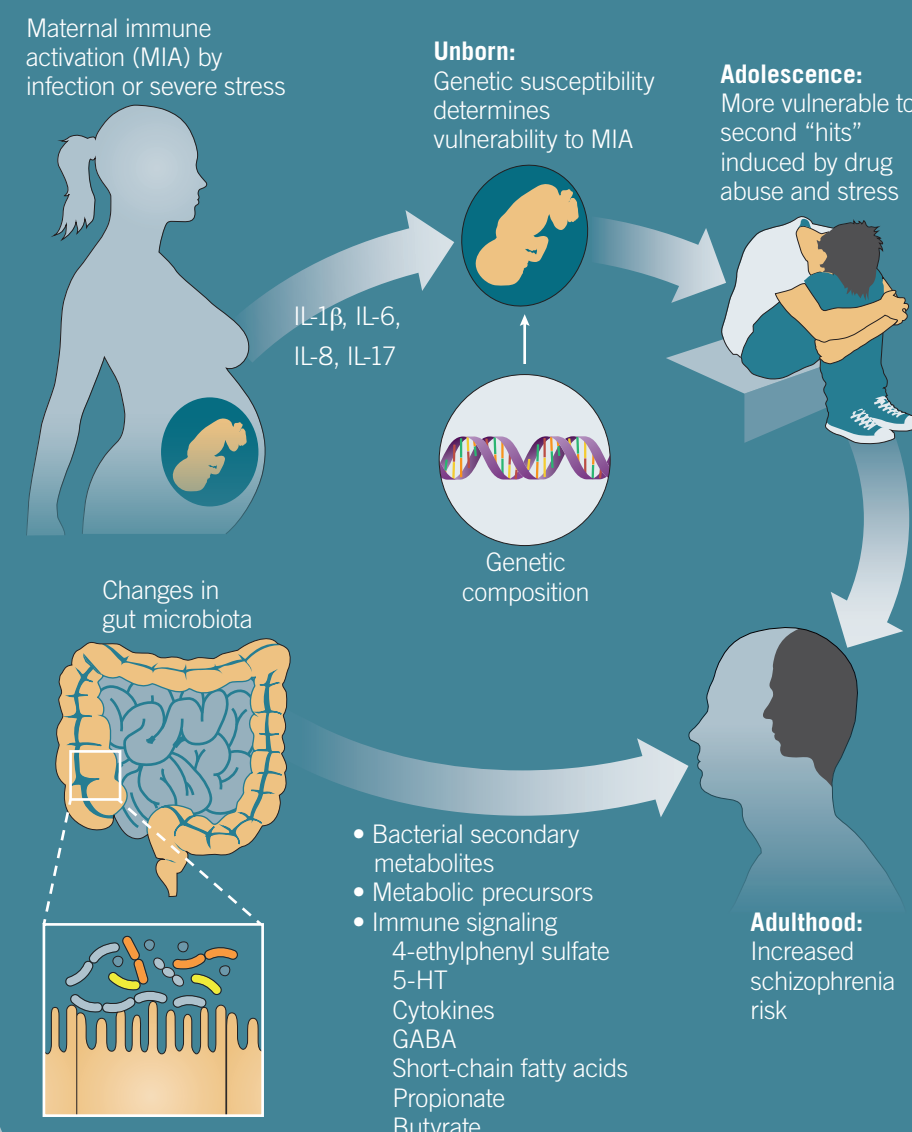 Maternal immune
activation (MIA) by
infection or severe stress
Unborn:
Genetic susceptibility
determines
vulnerability to MIA
Adolescence:
More vulnerable to
second “hits”
induced by drug
abuse and stress
IL-1β, IL-6,
IL-8, IL-17
Genetic
composition
Changes in
gut microbiota
• Bacterial secondary
metabolites
• Metabolic precursors
• Immune signaling
4-ethylphenyl sulfate
5-HT
Cytokines
GABA
Short-chain fatty acids
Propionate
Butyrate
Adulthood:
Increased
schizophrenia
risk